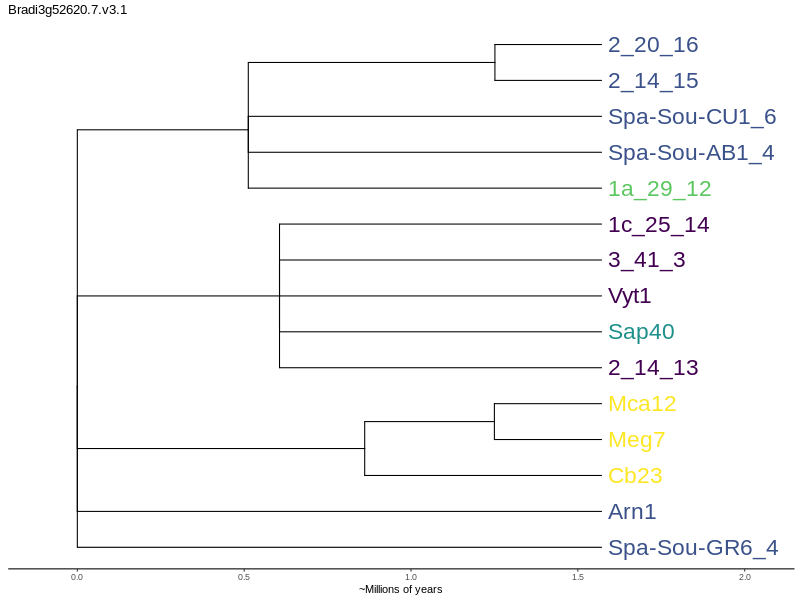 Bradi3g52620.7.v3.1
2_20_16
2_14_15
Spa-Sou-CU1_6
Spa-Sou-AB1_4
1a_29_12
1c_25_14
3_41_3
Vyt1
Sap40
2_14_13
Mca12
Meg7
Cb23
Arn1
Spa-Sou-GR6_4
0.0 0.5 1.0 1.5 2.0
~Millions of years